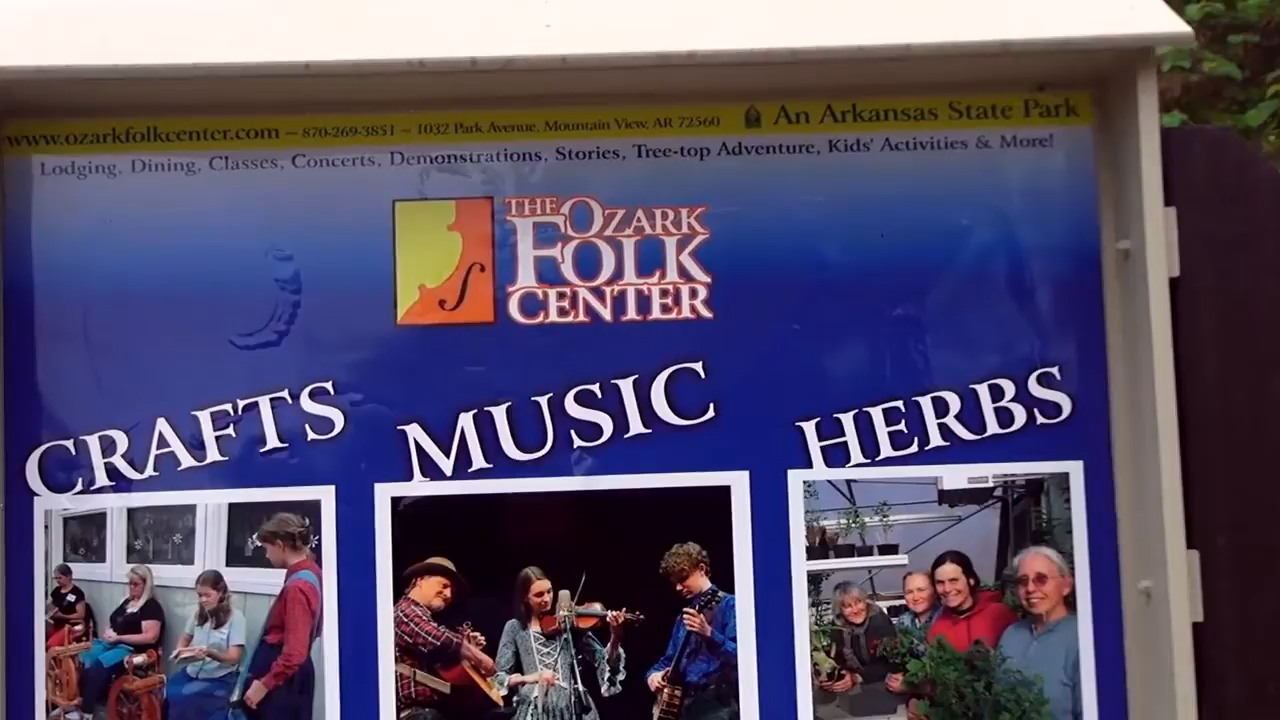 www.ozarkfolkcenter.com – 870-269-3851 – 1032 Park Avenue, Mountain View, AR 72560 An Arkansas State Park
Lodging, Dining, Classes, Concerts, Demonstrations, Stories, Tree-top Adventure, Kids' Activities & More!
THE OZARK
FOLK
CENTER
CRAFTS
MUSIC
HERBS